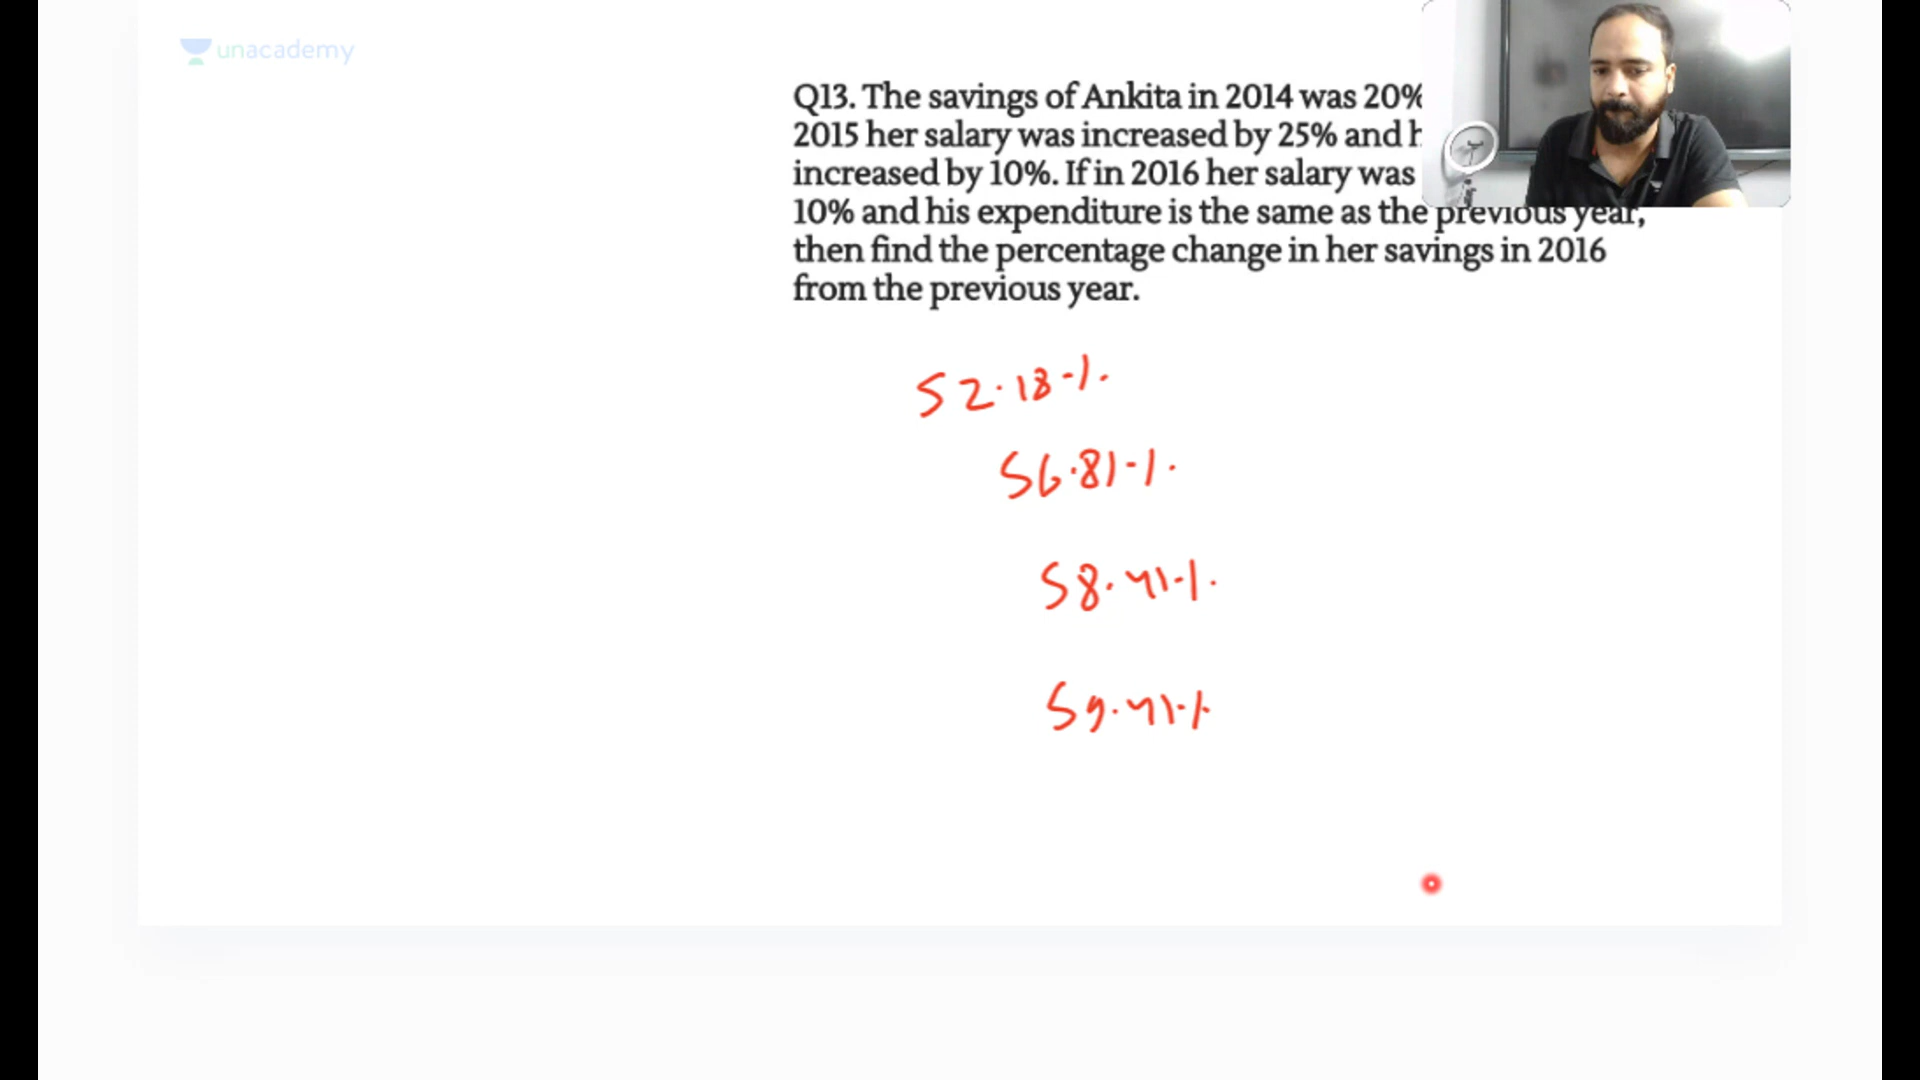 unacademy
Q13. The savings of Ankita in 2014 was 20%
2015 her salary was increased by 25% and
increased by 10%. If in 2016 her salary was
10% and his expenditure is the same as the previous year,
then find the percentage change in her savings in 2016
from the previous year.
52.18%
56.81%
58.41%
59.41%